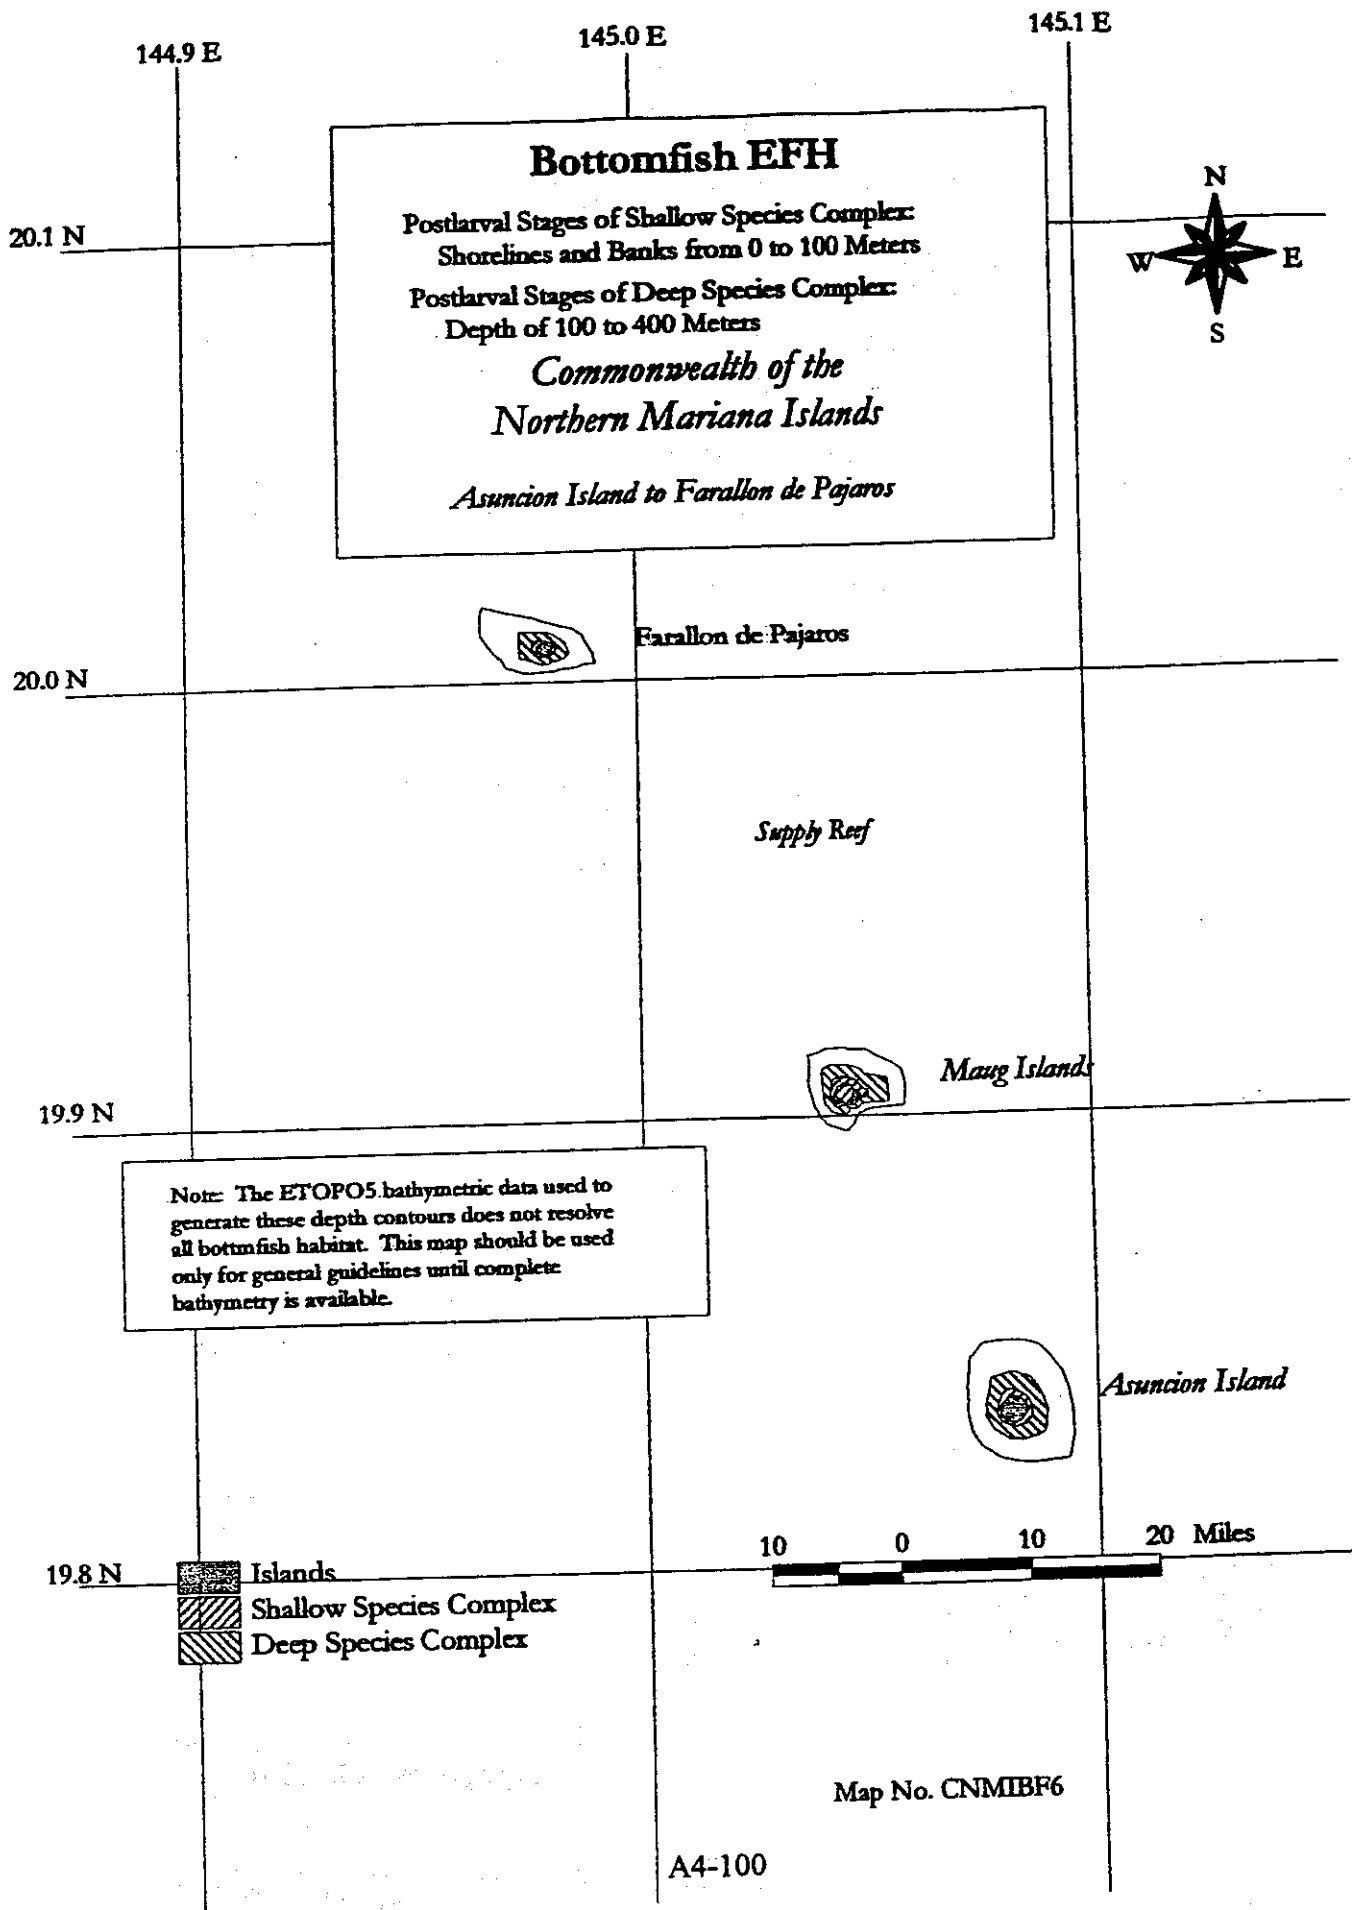 144.9 E
145.0 E
145.1 E
Bottomfish EFH
Postlarval Stages of Shallow Species Complex:
Shorelines and Banks from 0 to 100 Meters
Postlarval Stages of Deep Species Complex:
Depth of 100 to 400 Meters
Commonwealth of the
Northern Mariana Islands
Asuncion Island to Farallon de Pajaros
N
W
E
S
20.1 N
Farallon de Pajaros
20.0 N
Supply Reef
Maug Islands
19.9 N
Note: The ETOPO5 bathymetric data used to
generate these depth contours does not resolve
all bottmfish habitat. This map should be used
only for general guidelines until complete
bathymetry is available.
Asuncion Island
10 0 10 20 Miles
19.8 N
Islands
Shallow Species Complex
Deep Species Complex
Map No. CNMIBF6
A4-100